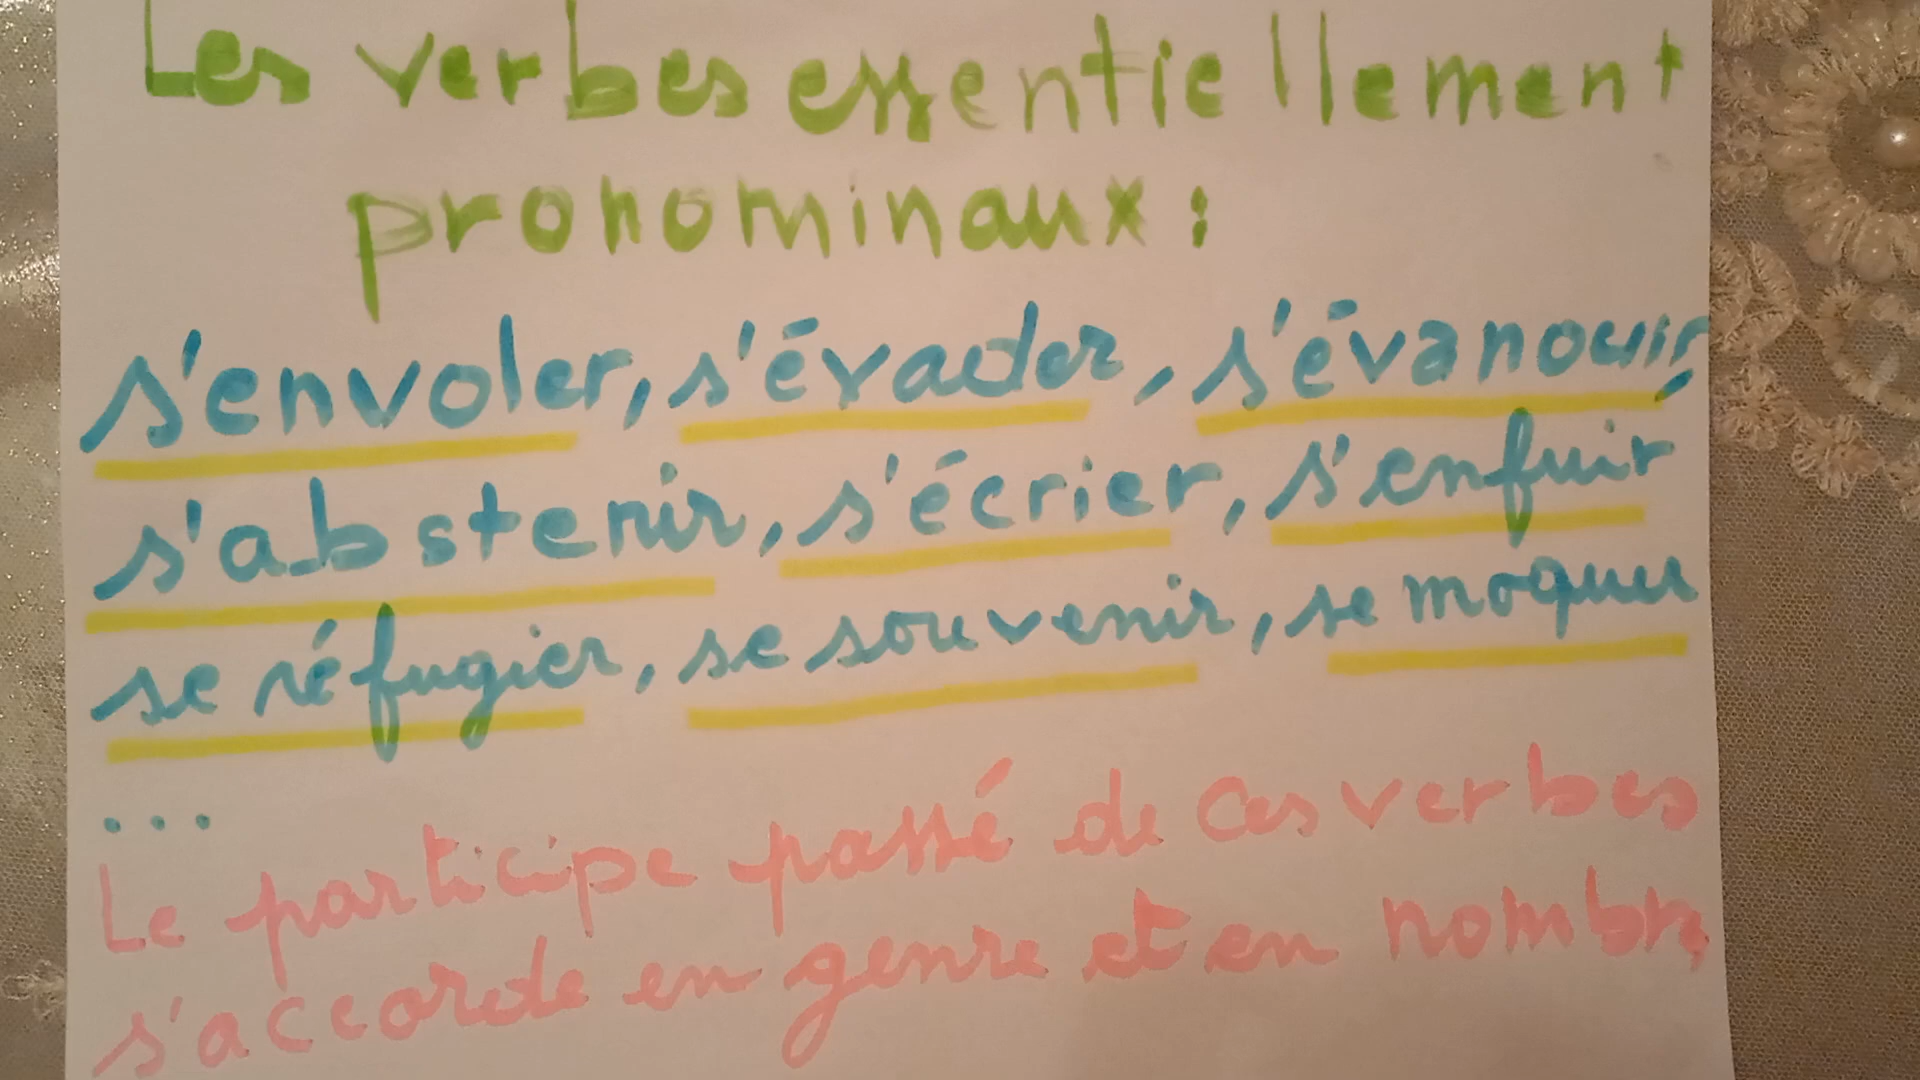 Les verbes essentiellement
pronominaux :
s'envoler, s'évader, s'évanouir,
s'abstenir, s'écrier, s'enfuir
se réfugier, se souvenir, se moquer
...
Le participe passé de ces verbes
s'accorde en genre et en nombre